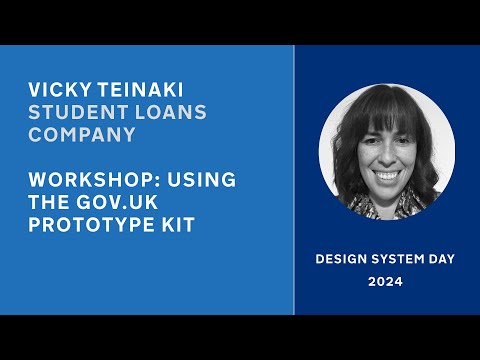 VICKY TEINAKI
STUDENT LOANS
COMPANY
WORKSHOP: USING
THE GOV.UK
PROTOTYPE KIT
DESIGN SYSTEM DAY
2024